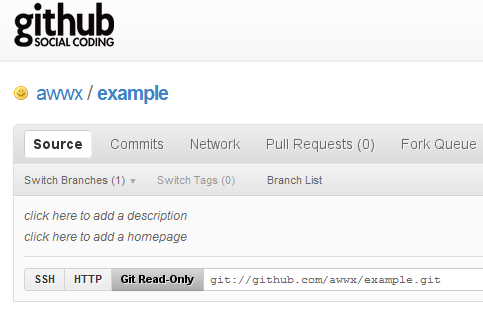 github
SOCIAL CODING
awwx / example
Source Commits Network Pull Requests (0) Fork Queue
Switch Branches (1) Switch Tags (0) Branch List
click here to add a description
click here to add a homepage
SSH HTTP Git Read-Only git://github.com/awwx/example.git